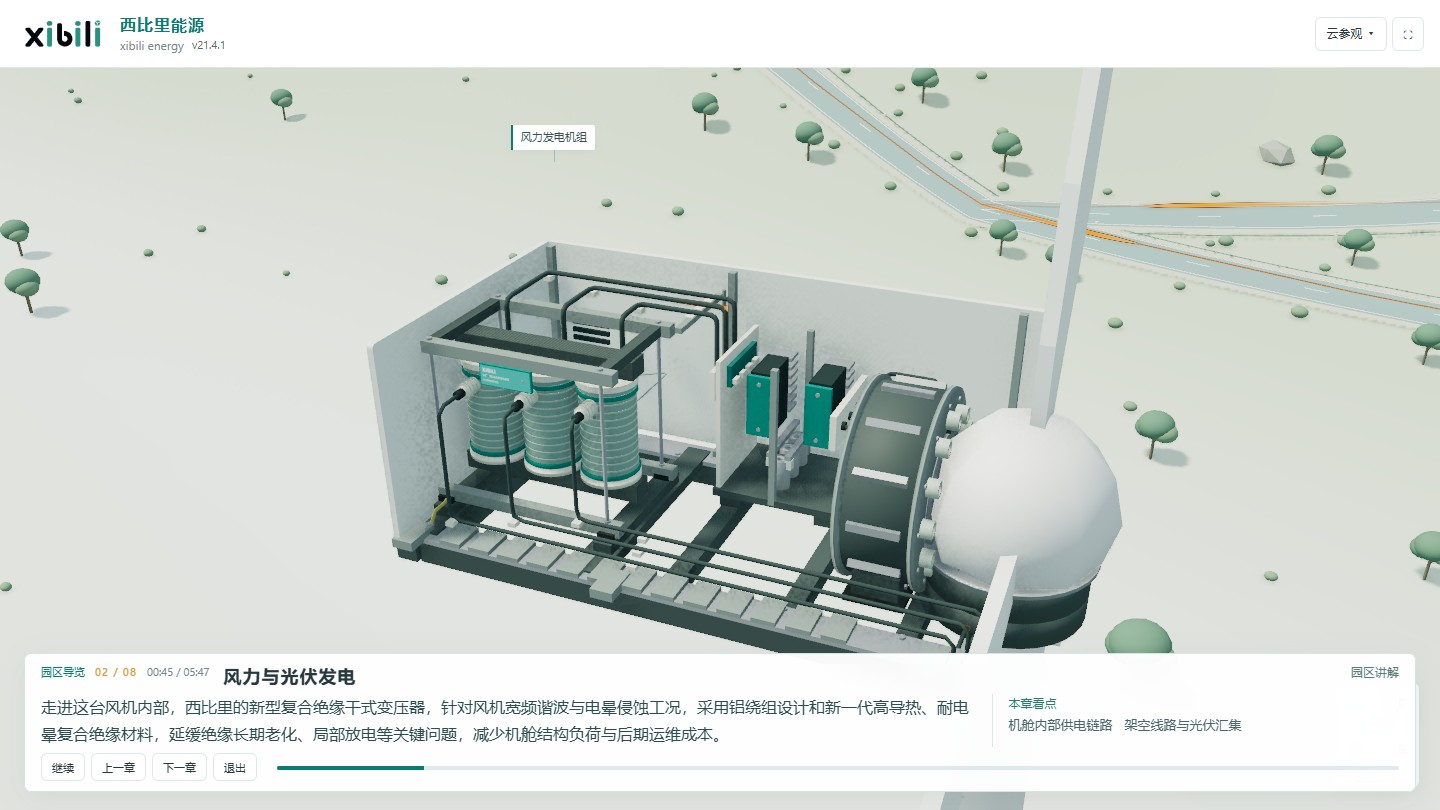 xibili
西比里能源
xibili energy v21.4.1
云参观
风力发电机组
园区导览 02 / 08 00:45 / 05:47 风力与光伏发电
园区讲解
走进这台风机内部，西比里的新型复合绝缘干式变压器，针对风机宽频谐波与电晕侵蚀工况，采用铝绕组设计和新一代高导热、耐电
晕复合绝缘材料，延缓绝缘长期老化、局部放电等关键问题，减少机舱结构负荷与后期运维成本。
本章看点
机舱内部供电链路 架空线路与光伏汇集
继续 上一章 下一章 退出